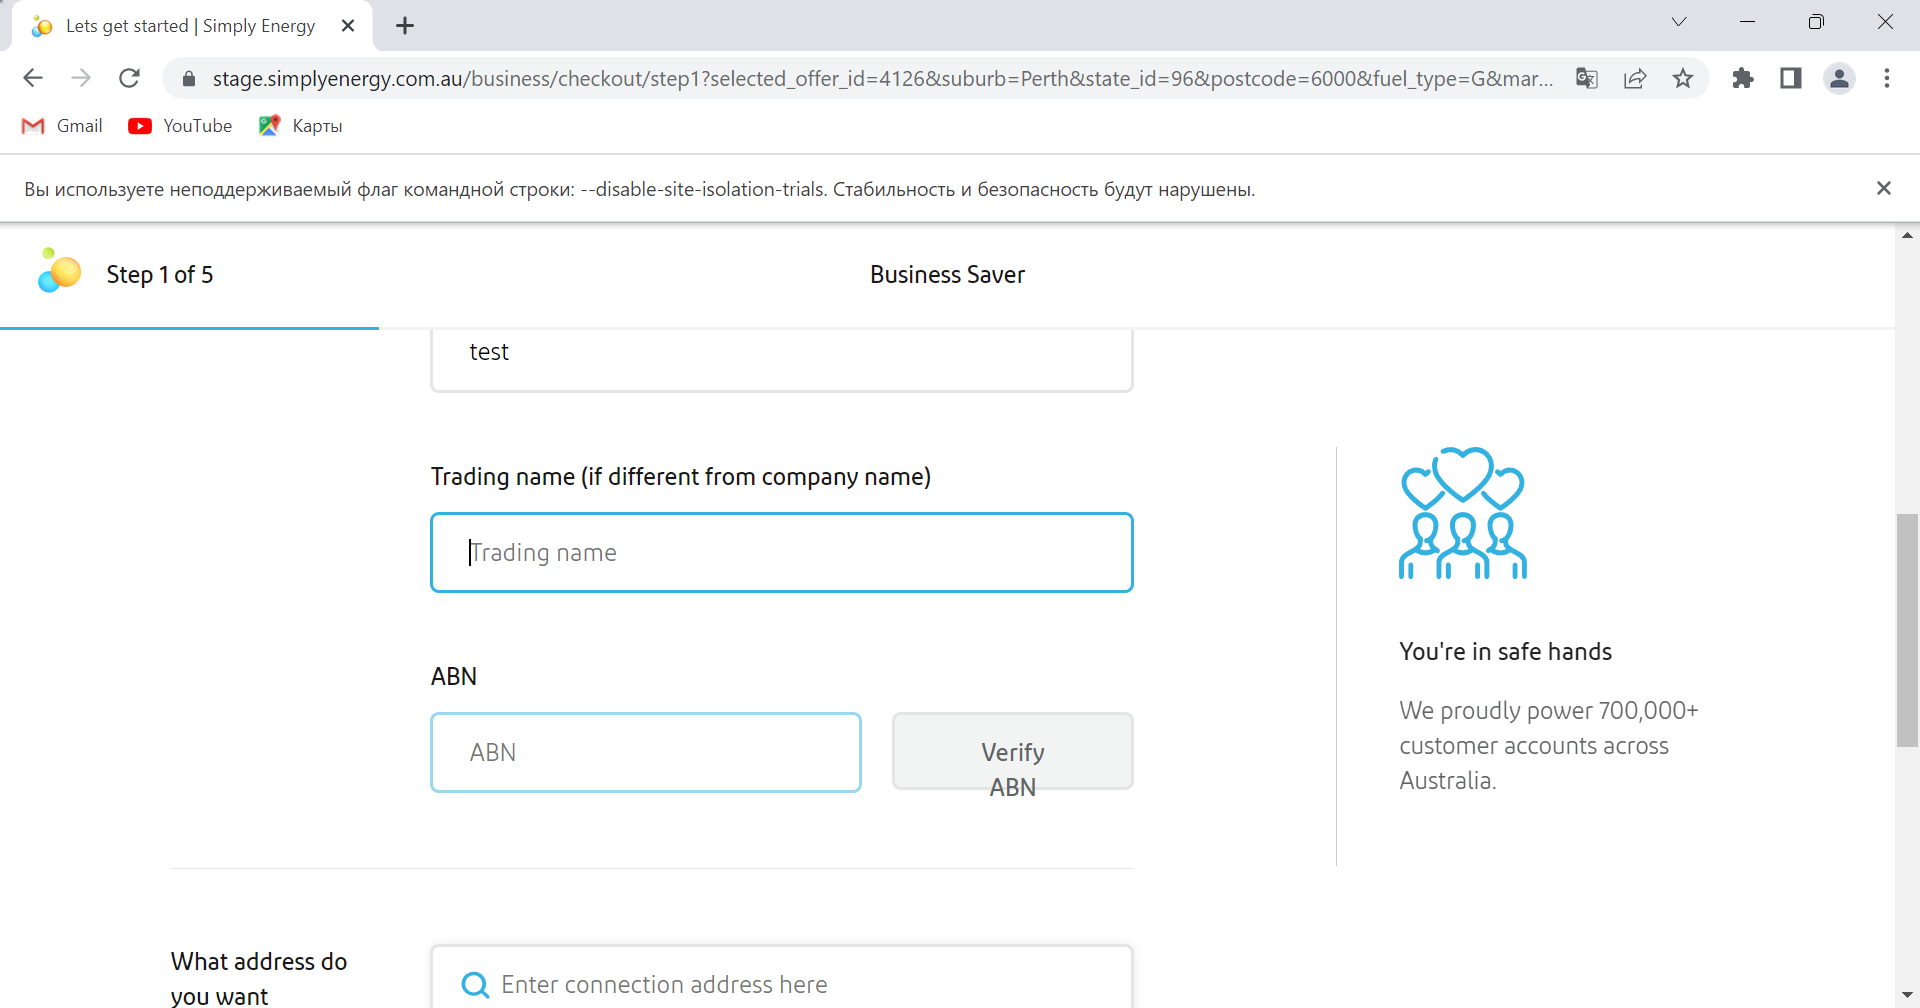 Lets get started | Simply Energy
stage.simplyenergy.com.au/business/checkout/step1?selected_offer_id=4126&suburb=Perth&state_id=96&postcode=6000&fuel_type=G&mar...
Gmail
YouTube
Карты
Вы используете неподдерживаемый флаг командной строки: --disable-site-isolation-trials. Стабильность и безопасность будут нарушены.
Step 1 of 5
Business Saver
test
Trading name (if different from company name)
Trading name
ABN
ABN
Verify
ABN
You're in safe hands
We proudly power 700,000+
customer accounts across
Australia.
What address do
you want
Enter connection address here